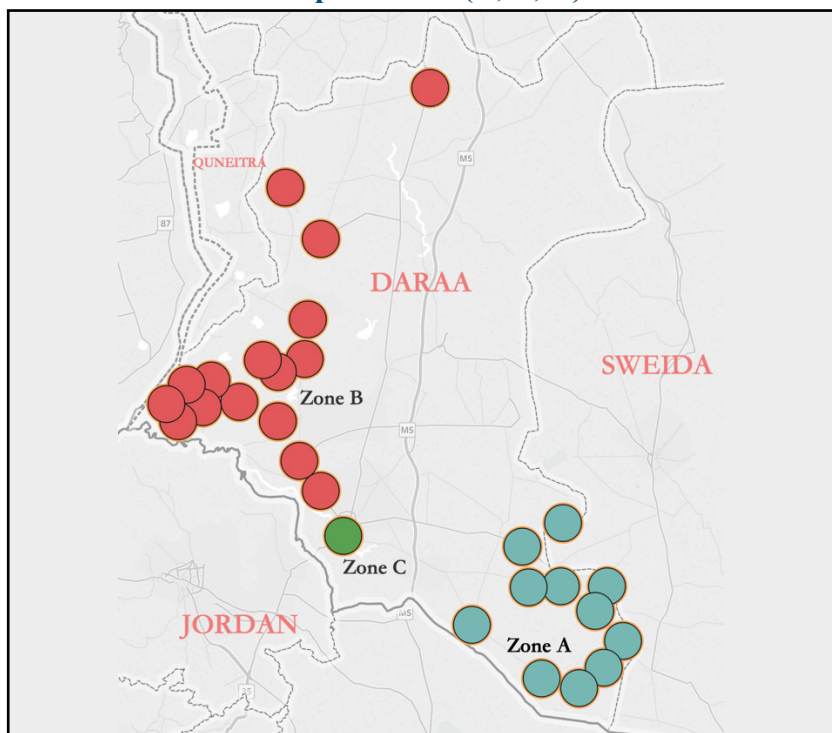 M5
QUNEITRA
87
DARAA
SWEIDA
Zone B
M5
Zone C
M5
JORDAN
Zone A
35